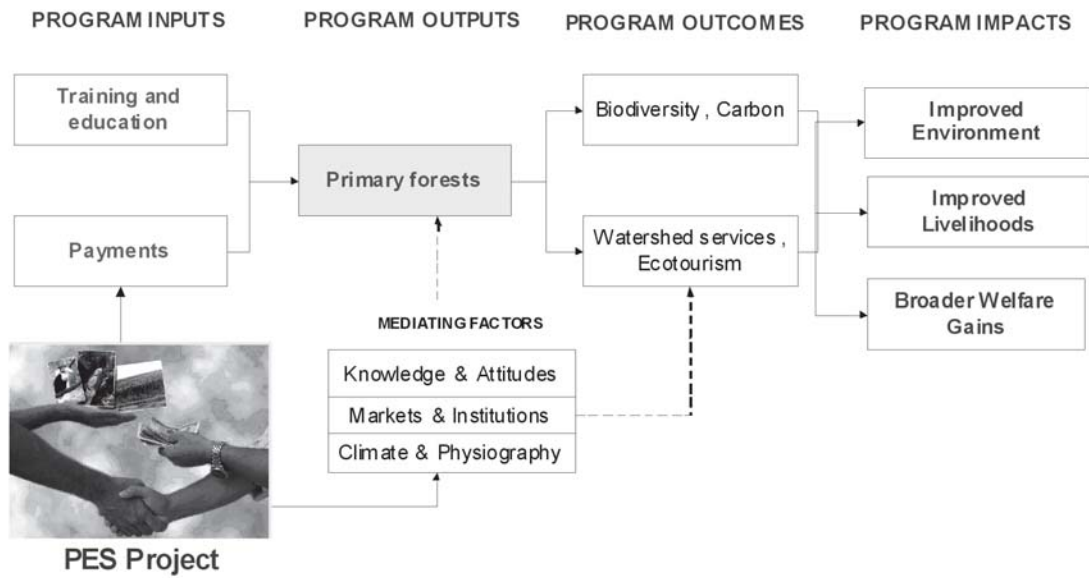 PROGRAM INPUTS
PROGRAM OUTPUTS
PROGRAM OUTCOMES
PROGRAM IMPACTS
Training and
education
Payments
Primary forests
Biodiversity , Carbon
Watershed services ,
Ecotourism
Improved
Environment
Improved
Livelihoods
Broader Welfare
Gains
MEDIATING FACTORS
Knowledge & Attitudes
Markets & Institutions
Climate & Physiography
PES Project